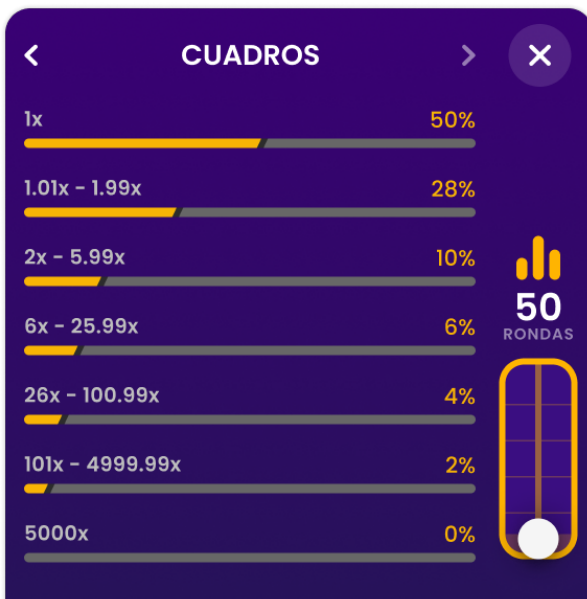 CUADROS
1x 50%
1.01x - 1.99x 28%
2x - 5.99x 10%
6x - 25.99x 6%
26x - 100.99x 4%
101x - 4999.99x 2%
5000x 0%
50
RONDAS